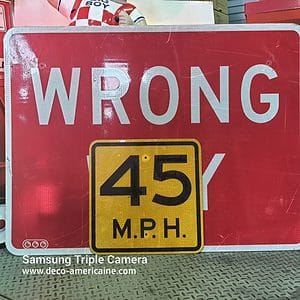 WRONG
Y
45
M.P.H.
Samsung Triple Camera
www.deco-americaine.com